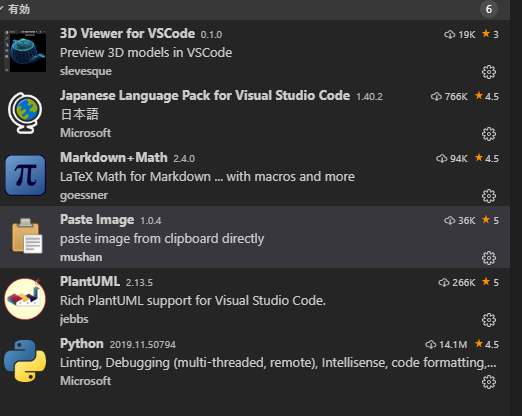 有効 6
3D Viewer for VSCode 0.1.0 19K ★ 3
Preview 3D models in VSCode
slevesque
Japanese Language Pack for Visual Studio Code 1.40.2 766K ★ 4.5
日本語
Microsoft
Markdown+Math 2.4.0 94K ★ 4.5
LaTeX Math for Markdown ... with macros and more
goessner
Paste Image 1.0.4 36K ★ 5
paste image from clipboard directly
mushan
PlantUML 2.13.5 266K ★ 5
Rich PlantUML support for Visual Studio Code.
jebbs
Python 2019.11.50794 14.1M ★ 4.5
Linting, Debugging (multi-threaded, remote), Intellisense, code formatting,...
Microsoft